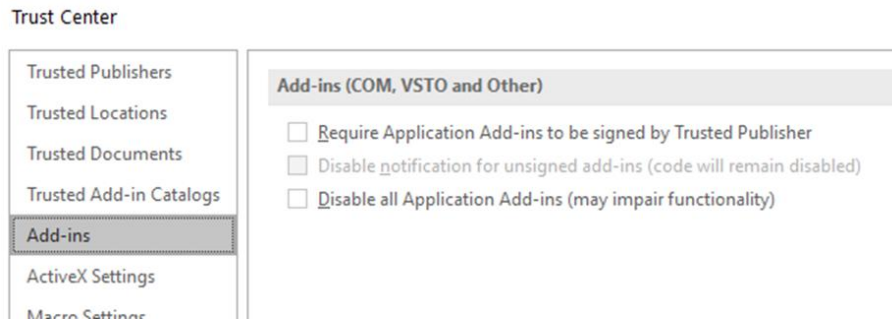 Trust Center
Trusted Publishers
Trusted Locations
Trusted Documents
Trusted Add-in Catalogs
Add-ins
ActiveX Settings
Macro Settings
Add-ins (COM, VSTO and Other)
Require Application Add-ins to be signed by Trusted Publisher
Disable notification for unsigned add-ins (code will remain disabled)
Disable all Application Add-ins (may impair functionality)